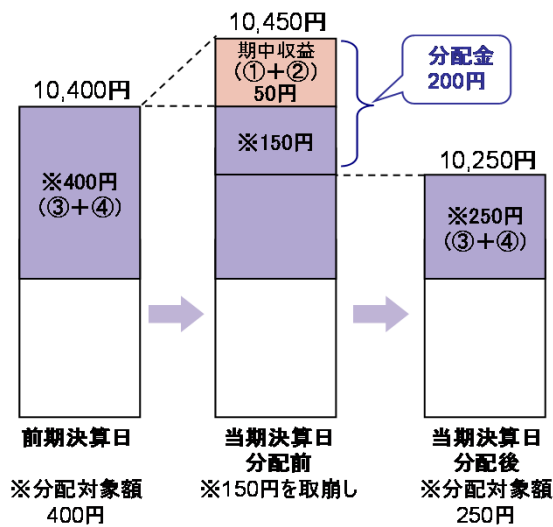 10,450円
期中収益
(①+②)
50円
分配金
200円
10,400円
※150円
10,250円
※400円
(③+④)
※250円
(③+④)
前期決算日
当期決算日
分配前
当期決算日
分配後
※分配対象額
400円
※150円を取崩し
※分配対象額
250円